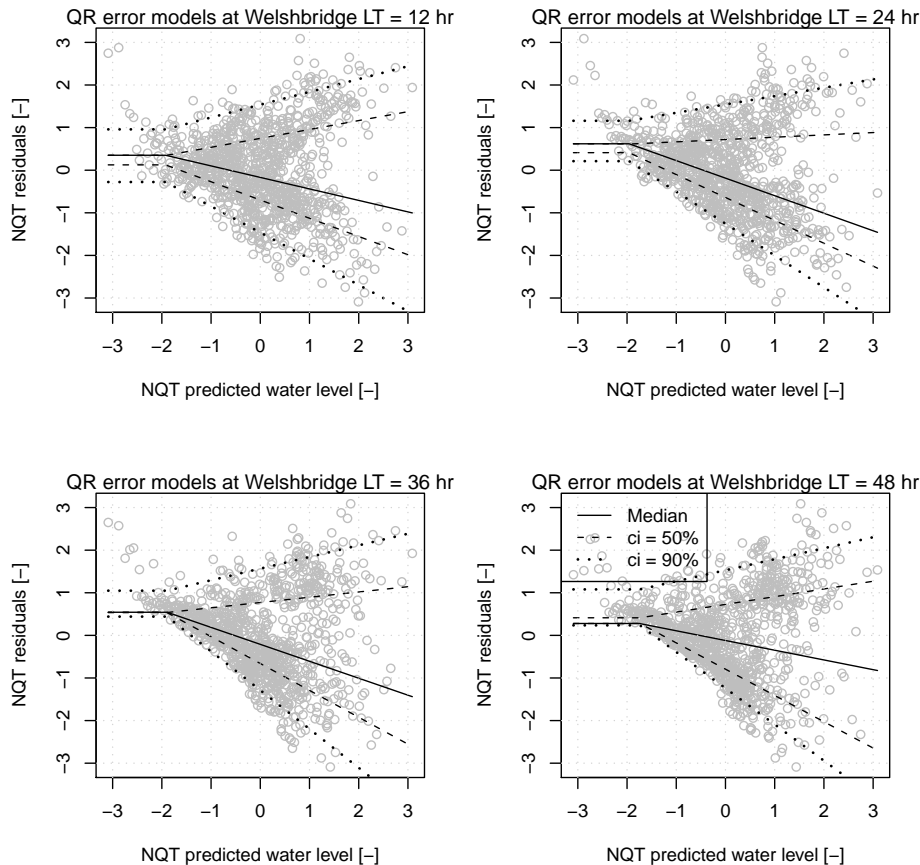 QR error models at Welshbridge LT = 12 hr
3
2
1
0
−1
−2
−3
NQT residuals [−]
−3 −2 −1 0 1 2 3
NQT predicted water level [−]
QR error models at Welshbridge LT = 24 hr
3
2
1
0
−1
−2
−3
NQT residuals [−]
−3 −2 −1 0 1 2 3
NQT predicted water level [−]
QR error models at Welshbridge LT = 36 hr
3
2
1
0
−1
−2
−3
NQT residuals [−]
−3 −2 −1 0 1 2 3
NQT predicted water level [−]
QR error models at Welshbridge LT = 48 hr
Median
ci = 50%
ci = 90%
3
2
1
0
−1
−2
−3
NQT residuals [−]
−3 −2 −1 0 1 2 3
NQT predicted water level [−]